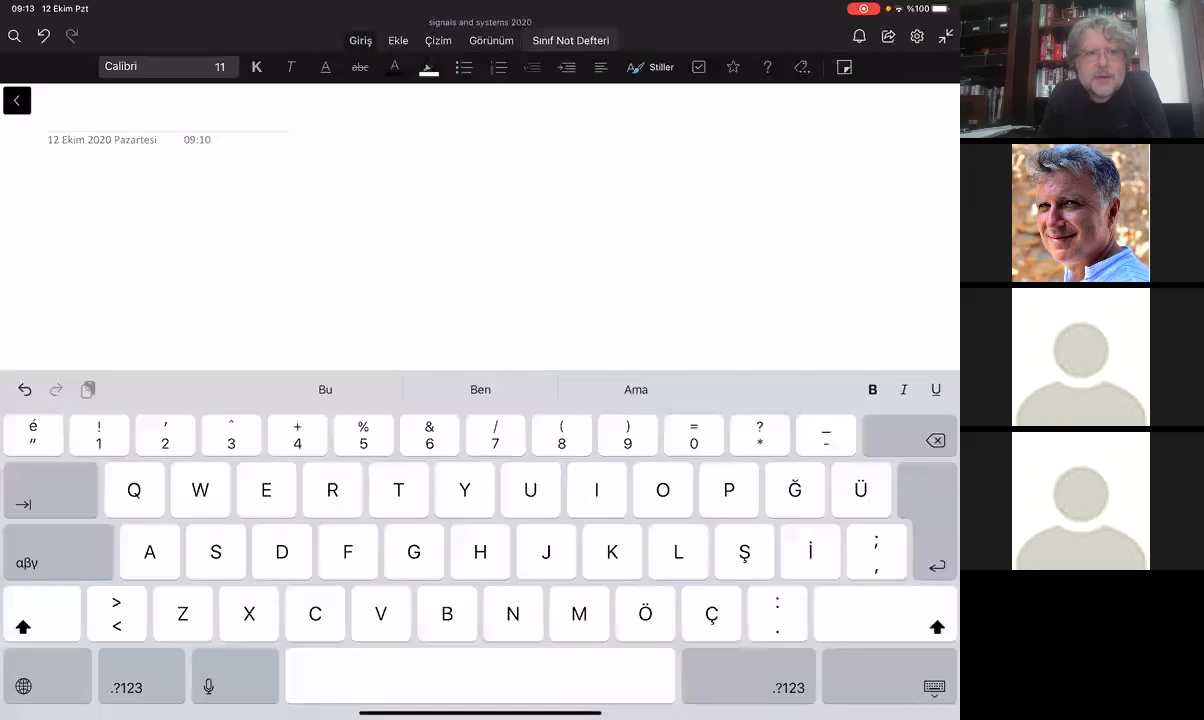 09:13 12 Ekim Pzt
%100
signals and systems 2020
Giriş Ekle Çizim Görünüm Sınıf Not Defteri
Calibri 11 K T A abc A Stiller ?
12 Ekim 2020 Pazartesi 09:10
Bu Ben Ama B I U
é ! ' ^ + % & / ( ) = ? _
" 1 2 3 4 5 6 7 8 9 0 * -
Q W E R T Y U I O P Ğ Ü
αβγ A S D F G H J K L Ş İ ; ,
> < Z X C V B N M Ö Ç : .
.?123 .?123